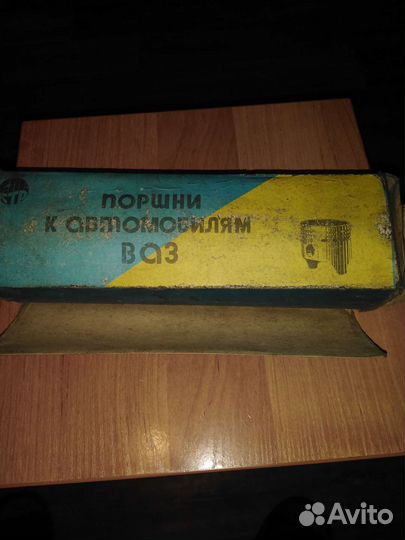 поршни
к автомобилям
ваз
Avito